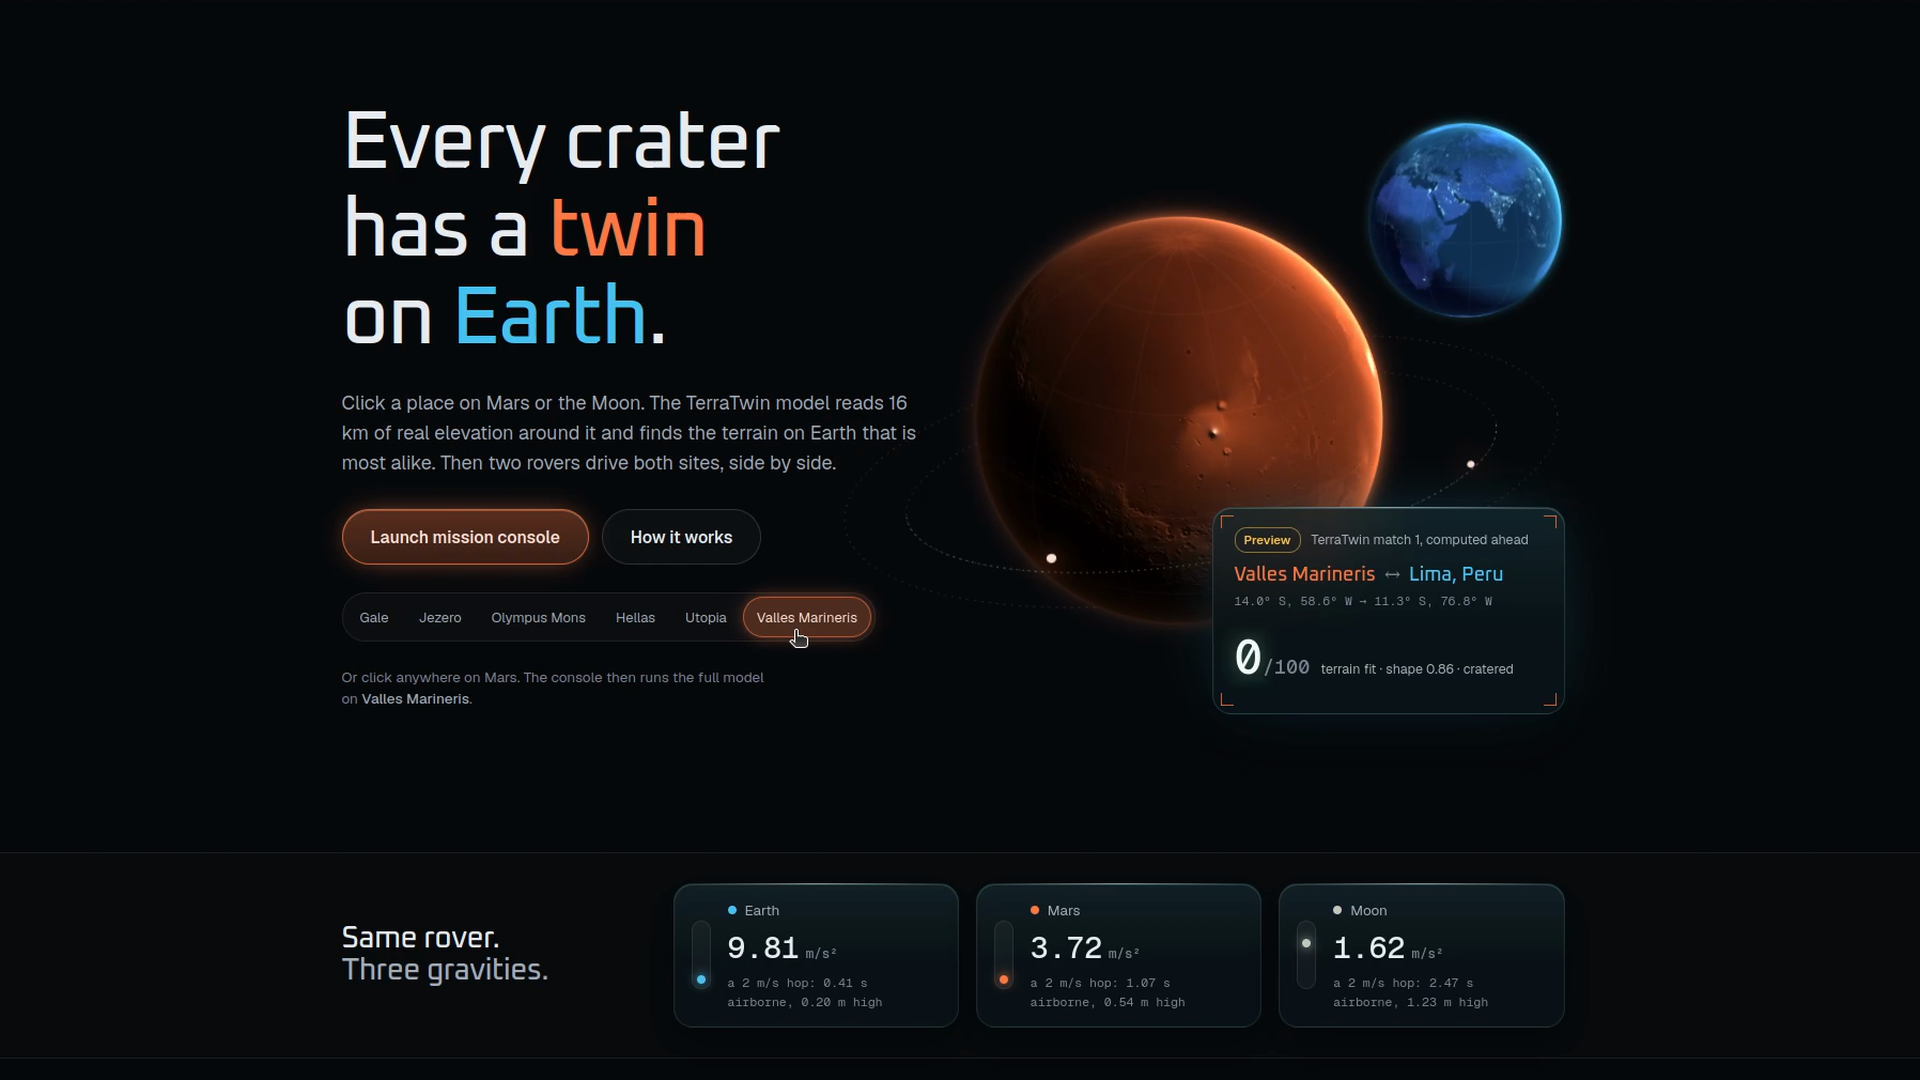 Every crater
has a twin
on Earth.
Click a place on Mars or the Moon. The TerraTwin model reads 16
km of real elevation around it and finds the terrain on Earth that is
most alike. Then two rovers drive both sites, side by side.
Launch mission console
How it works
Gale Jezero Olympus Mons Hellas Utopia Valles Marineris
Or click anywhere on Mars. The console then runs the full model
on Valles Marineris.
Preview TerraTwin match 1, computed ahead
Valles Marineris ↔ Lima, Peru
14.0° S, 58.6° W → 11.3° S, 76.8° W
0/100 terrain fit · shape 0.86 · cratered
Same rover.
Three gravities.
Earth
9.81 m/s²
a 2 m/s hop: 0.41 s
airborne, 0.20 m high
Mars
3.72 m/s²
a 2 m/s hop: 1.07 s
airborne, 0.54 m high
Moon
1.62 m/s²
a 2 m/s hop: 2.47 s
airborne, 1.23 m high